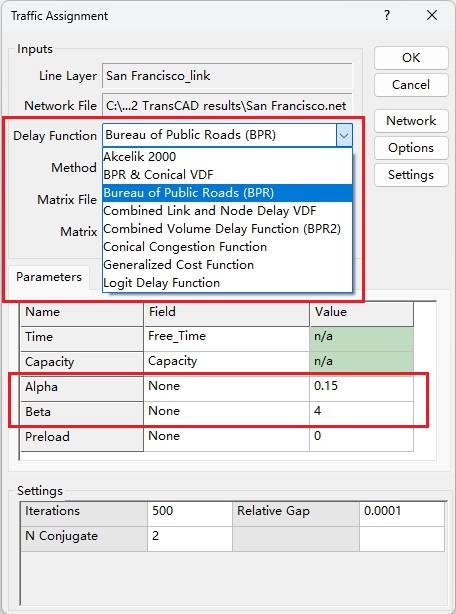 Traffic Assignment ?
Inputs
Line Layer San Francisco_link
Network File C:\...2 TransCAD results\San Francisco.net
Delay Function Bureau of Public Roads (BPR)
Method
Matrix File
Matrix
Akcelik 2000
BPR & Conical VDF
Bureau of Public Roads (BPR)
Combined Link and Node Delay VDF
Combined Volume Delay Function (BPR2)
Conical Congestion Function
Generalized Cost Function
Logit Delay Function
OK
Cancel
Network
Options
Settings
Parameters
Name Field Value
Time Free_Time n/a
Capacity Capacity n/a
Alpha None 0.15
Beta None 4
Preload None 0
Settings
Iterations 500 Relative Gap 0.0001
N Conjugate 2